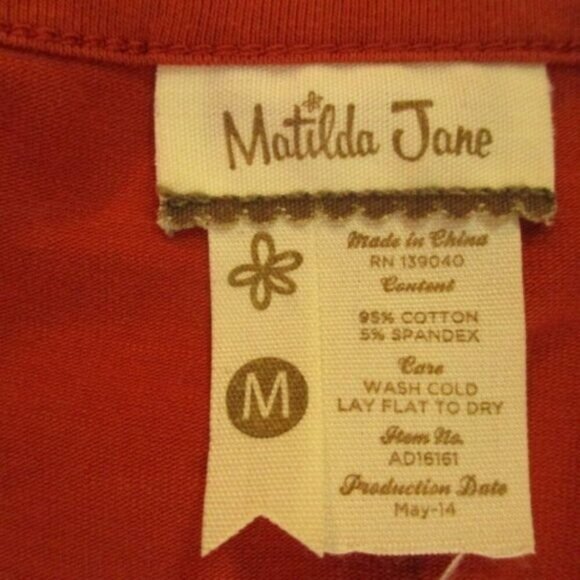 Matilda Jane
Made in China
RN 139040
Content
95% COTTON
5% SPANDEX
Care
WASH COLD
LAY FLAT TO DRY
Item No.
AD16161
Production Date
May-14
M